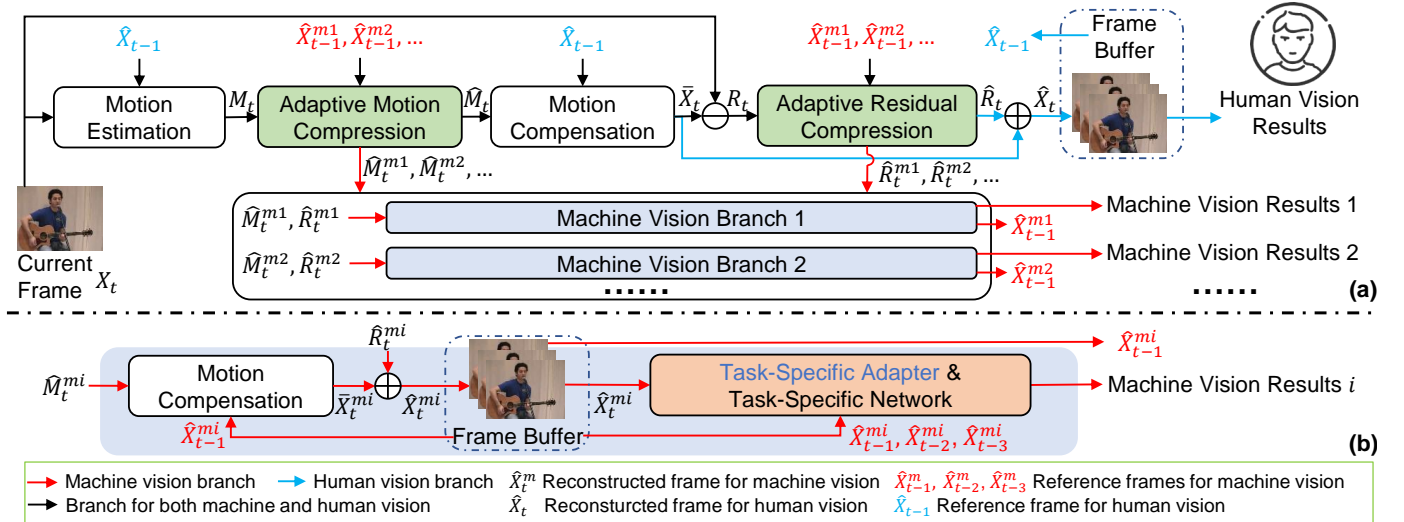 X̂_{t−1}
X̂_{t−1}^{m1}, X̂_{t−1}^{m2}, ...
X̂_{t−1}
X̂_{t−1}^{m1}, X̂_{t−1}^{m2}, ...
X̂_{t−1}
Frame
Buffer
Motion
Estimation
M_t
Adaptive Motion
Compression
M̂_t
Motion
Compensation
X̄_t
R_t
Adaptive Residual
Compression
R̂_t
X̂_t
Human Vision
Results
M̂_t^{m1}, M̂_t^{m2}, ...
R̂_t^{m1}, R̂_t^{m2}, ...
M̂_t^{m1}, R̂_t^{m1}
Machine Vision Branch 1
Machine Vision Results 1
X̂_{t−1}^{m1}
M̂_t^{m2}, R̂_t^{m2}
Machine Vision Branch 2
Machine Vision Results 2
X̂_{t−1}^{m2}
Current
Frame X_t
......
......
(a)
R̂_t^{mi}
X̂_{t−1}^{mi}
M̂_t^{mi}
Motion
Compensation
X̄_t^{mi}
X̂_t^{mi}
X̂_t^{mi}
Task-Specific Adapter &
Task-Specific Network
Machine Vision Results i
X̂_{t−1}^{mi}
Frame Buffer
X̂_{t−1}^{mi}, X̂_{t−2}^{mi}, X̂_{t−3}^{mi}
(b)
Machine vision branch
Human vision branch
X̂_t^m Reconstructed frame for machine vision
X̂_{t−1}^m, X̂_{t−2}^m, X̂_{t−3}^m Reference frames for machine vision
Branch for both machine and human vision
X̂_t Reconsturcted frame for human vision
X̂_{t−1} Reference frame for human vision